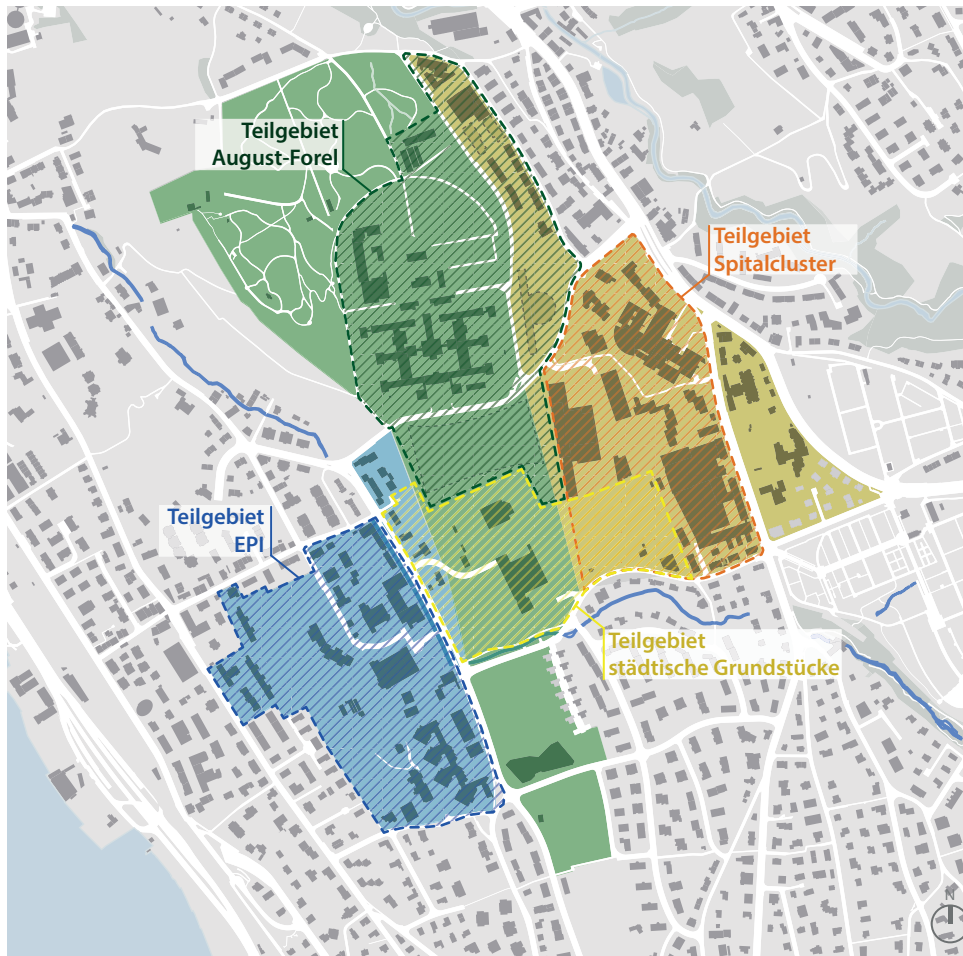 Teilgebiet
August-Forel
Teilgebiet
Spitalcluster
Teilgebiet
EPI
Teilgebiet
städtische Grundstücke
N